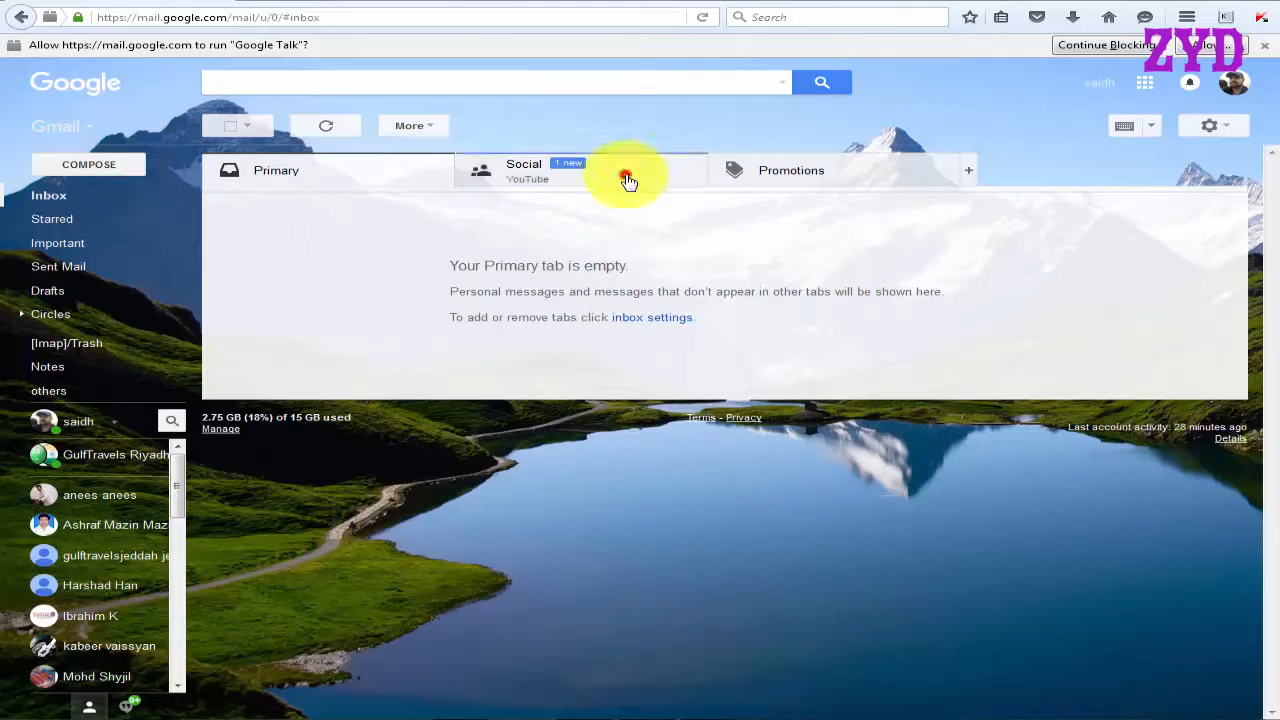 https://mail.google.com/mail/u/0/#inbox
Search
Allow https://mail.google.com to run "Google Talk"?
Continue Blocking
ZYD
Google
saidh
Gmail
More
COMPOSE
Primary
Social
1 new
YouTube
Promotions
+
Inbox
Starred
Important
Sent Mail
Drafts
Circles
[Imap]/Trash
Notes
others
Your Primary tab is empty.
Personal messages and messages that don't appear in other tabs will be shown here.
To add or remove tabs click inbox settings.
2.75 GB (18%) of 15 GB used
Manage
Terms - Privacy
Last account activity: 28 minutes ago
Details
saidh
GulfTravels Riyadh
anees anees
Ashraf Mazin Maz
gulftravelsjeddah je
Harshad Han
Ibrahim K
kabeer vaissyan
Mohd Shyjil